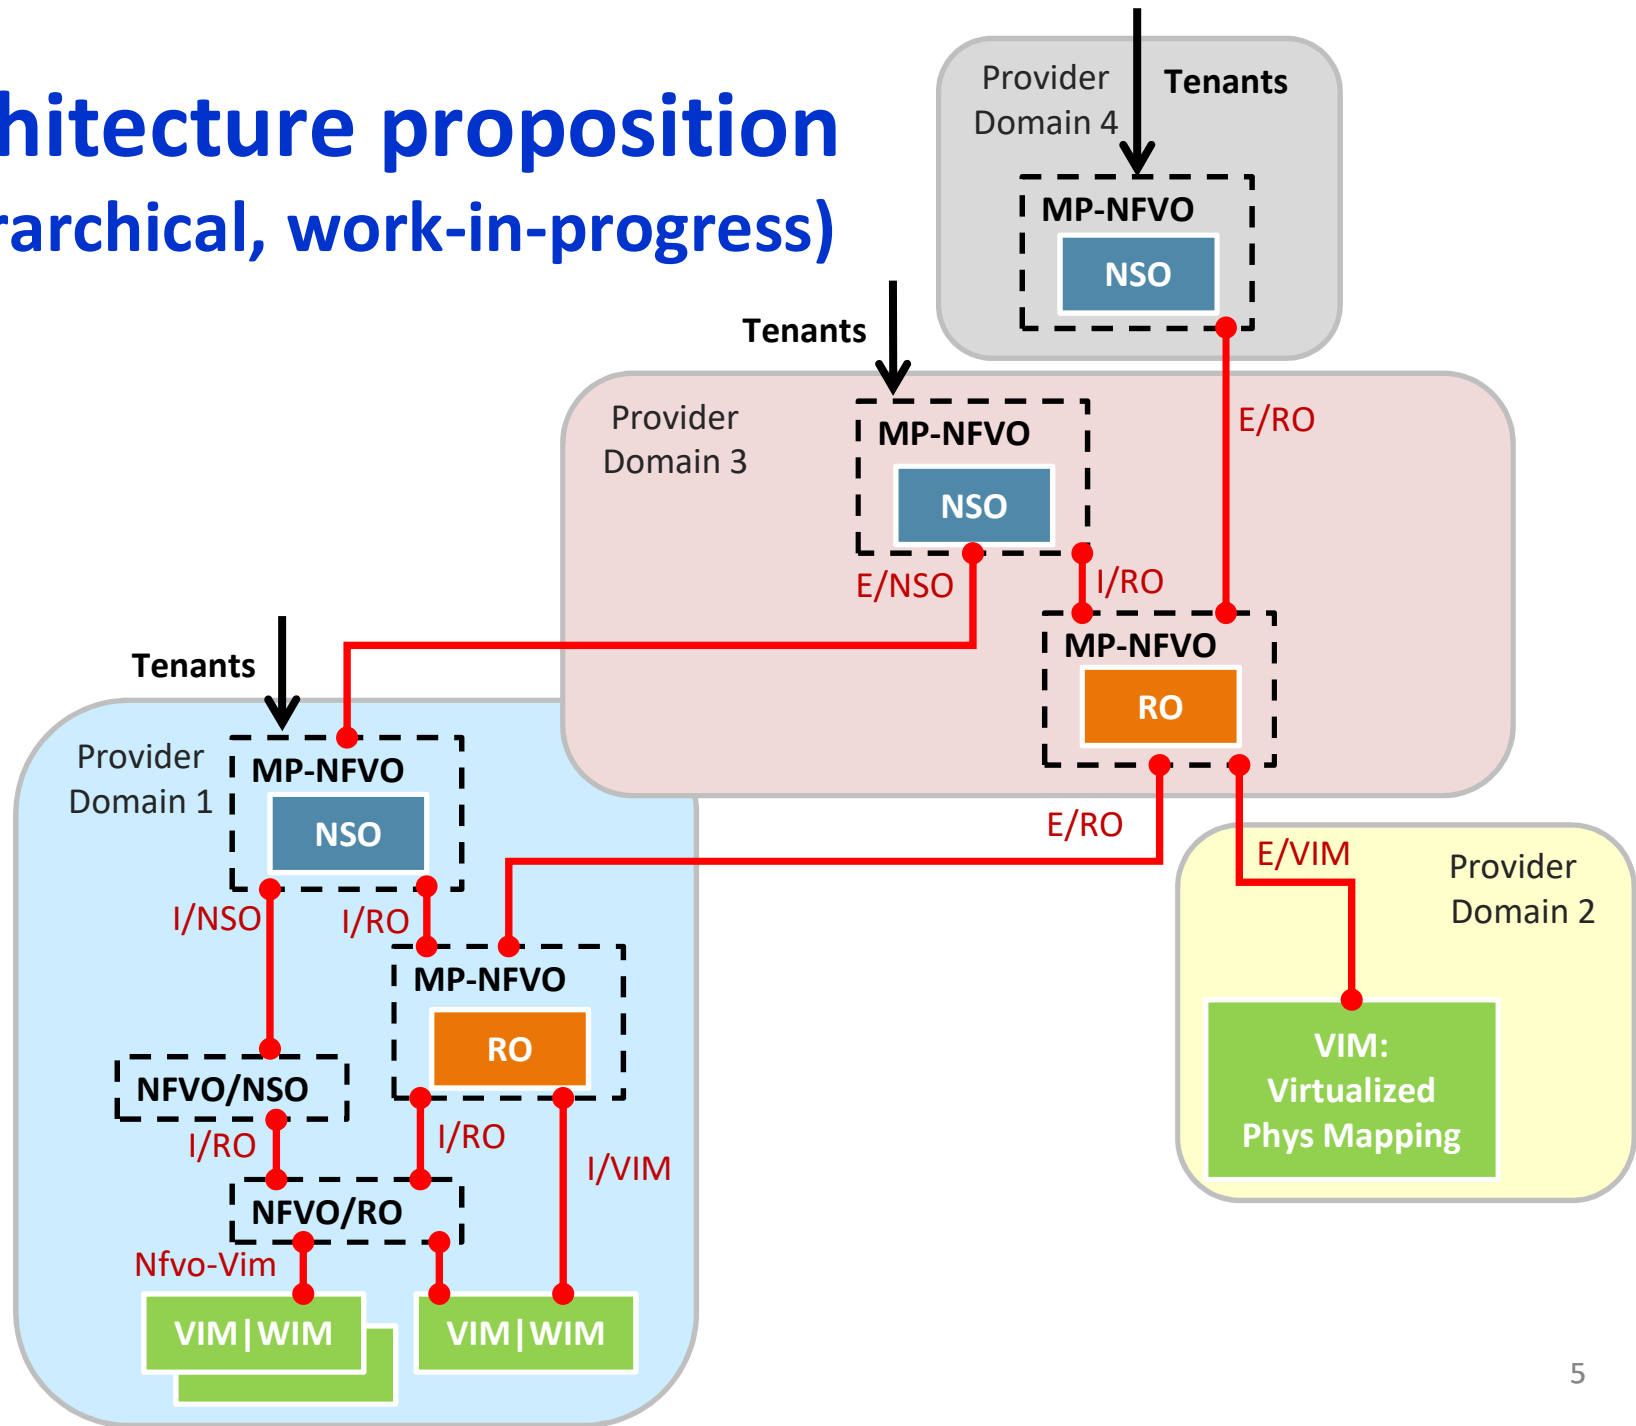 hitecture proposition
rarchical, work-in-progress)
Provider
Domain 4
Tenants
MP-NFVO
NSO
Tenants
Provider
Domain 3
MP-NFVO
NSO
E/RO
E/NSO
I/RO
MP-NFVO
RO
Tenants
Provider
Domain 1
MP-NFVO
NSO
E/RO
E/VIM
Provider
Domain 2
I/NSO
I/RO
MP-NFVO
RO
VIM:
Virtualized
Phys Mapping
NFVO/NSO
I/RO
I/RO
I/VIM
NFVO/RO
Nfvo-Vim
VIM|WIM
VIM|WIM
5